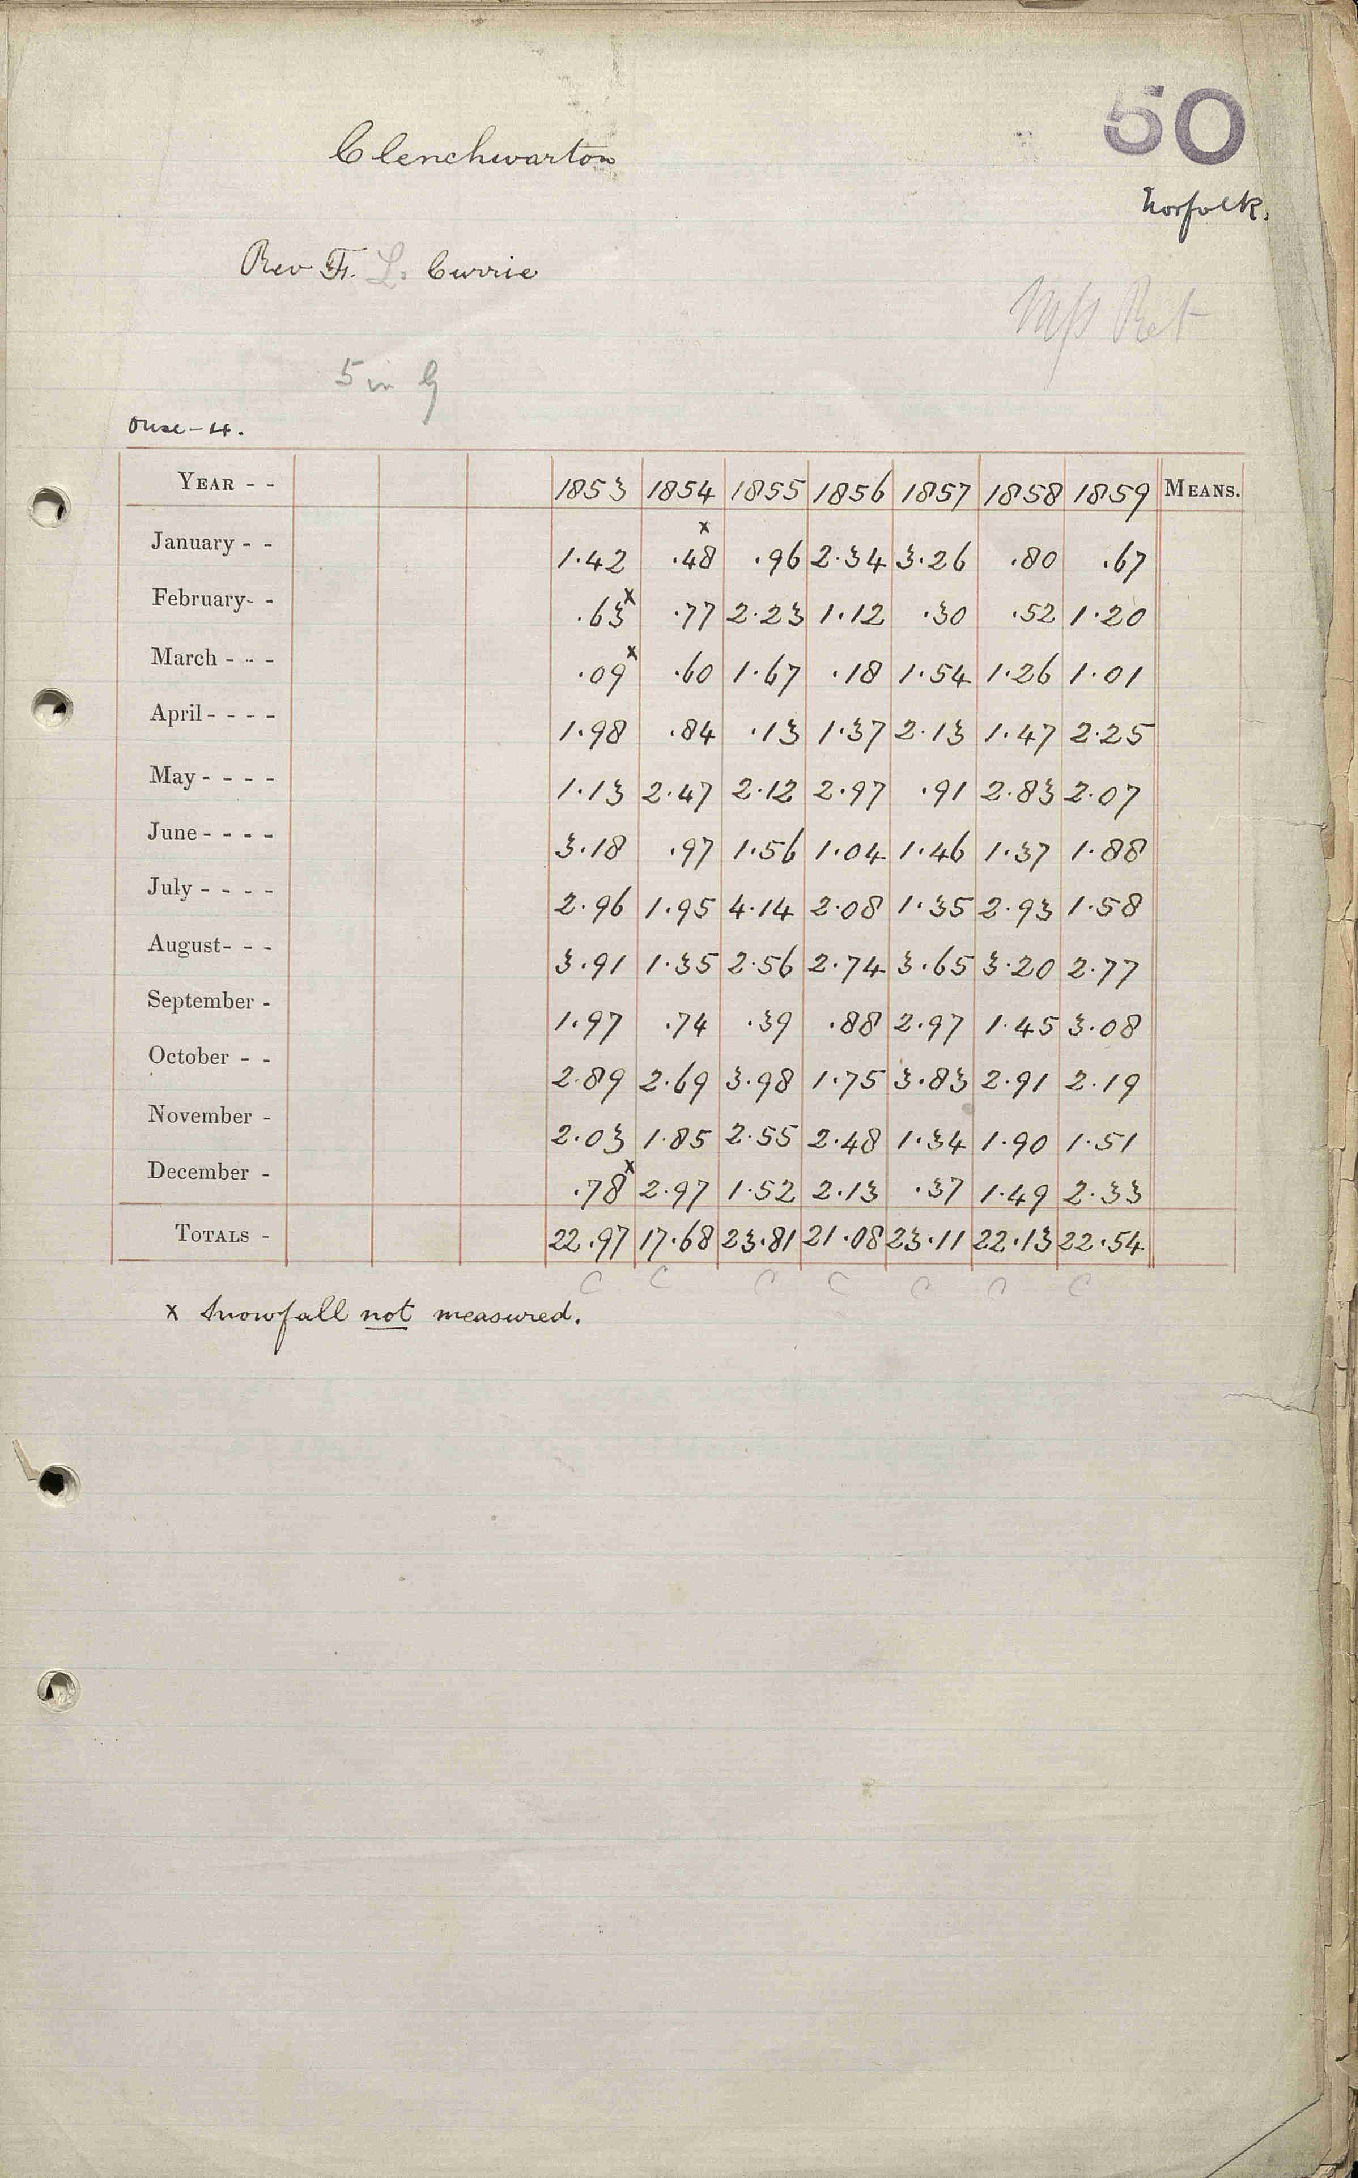 50
Clenchwarton
Norfolk.
Rev F. L. Currie
Mss Ret
5 in G
Ouse-4.
YEAR - - 1853 1854 1855 1856 1857 1858 1859 MEANS.
x
January - - 1.42 .48 .96 2.34 3.26 .80 .67
February- - .63x .77 2.23 1.12 .30 .52 1.20
March - - - .09x .60 1.67 .18 1.54 1.26 1.01
April - - - - 1.98 .84 .13 1.37 2.13 1.47 2.25
May - - - - 1.13 2.47 2.12 2.97 .91 2.83 2.07
June - - - - 3.18 .97 1.56 1.04 1.46 1.37 1.88
July - - - - 2.96 1.95 4.14 2.08 1.35 2.93 1.58
August- - - 3.91 1.35 2.56 2.74 3.65 3.20 2.77
September - 1.97 .74 .39 .88 2.97 1.45 3.08
October - - 2.89 2.69 3.98 1.75 3.83 2.91 2.19
November - 2.03 1.85 2.55 2.48 1.34 1.90 1.51
December - .78x 2.97 1.52 2.13 .37 1.49 2.33
TOTALS - 22.97 17.68 23.81 21.08 23.11 22.13 22.54
C C C C C C C
x Snowfall not measured.